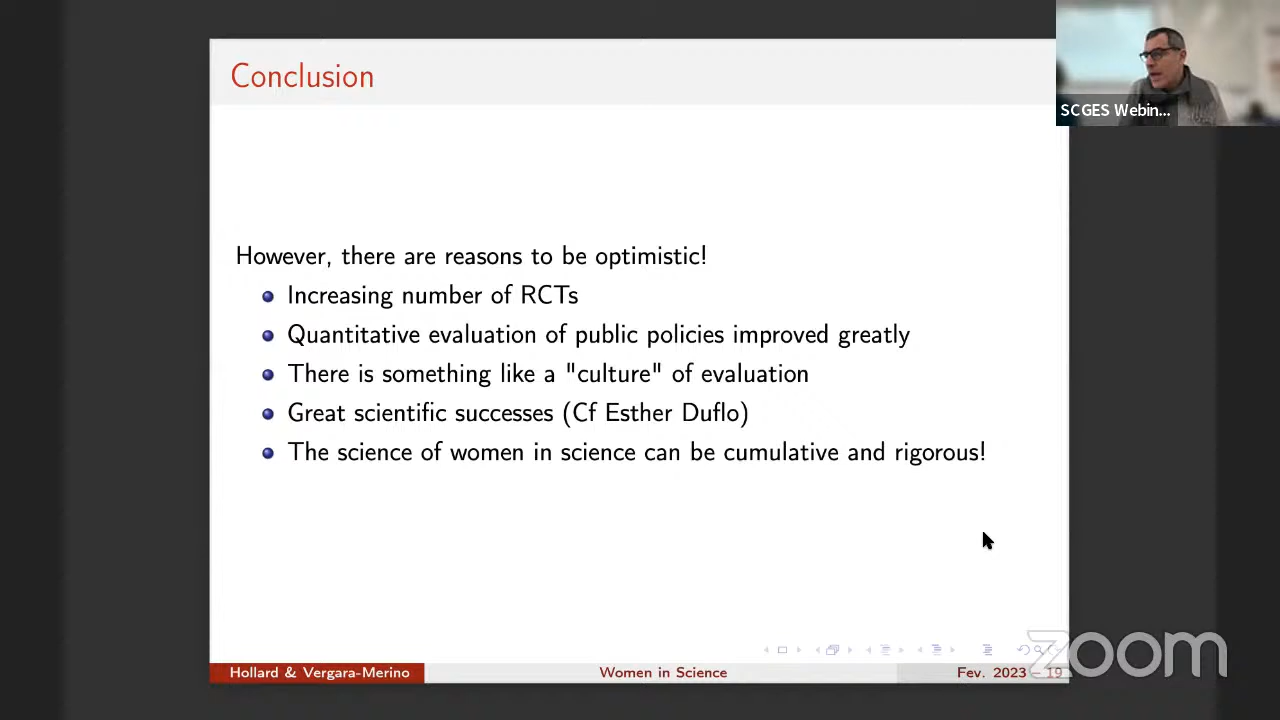 Conclusion
SCGES Webin...
However, there are reasons to be optimistic!
Increasing number of RCTs
Quantitative evaluation of public policies improved greatly
There is something like a "culture" of evaluation
Great scientific successes (Cf Esther Duflo)
The science of women in science can be cumulative and rigorous!
Hollard & Vergara-Merino
Women in Science
Fev. 2023 – 19
zoom